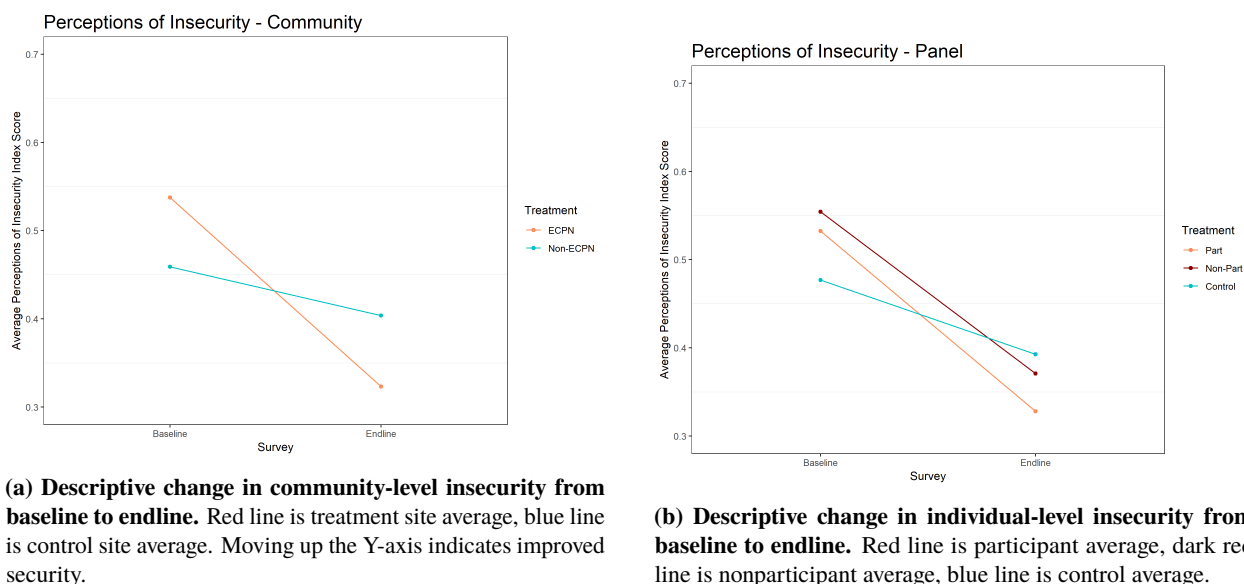 Perceptions of Insecurity - Community
0.7
0.6
0.5
0.4
0.3
Average Perceptions of Insecurity Index Score
Baseline
Endline
Survey
Treatment
ECPN
Non-ECPN
(a) Descriptive change in community-level insecurity from
baseline to endline. Red line is treatment site average, blue line
is control site average. Moving up the Y-axis indicates improved
security.
Perceptions of Insecurity - Panel
0.7
0.6
0.5
0.4
0.3
Average Perceptions of Insecurity Index Score
Baseline
Endline
Survey
Treatment
Part
Non-Part
Control
(b) Descriptive change in individual-level insecurity from
baseline to endline. Red line is participant average, dark red
line is nonparticipant average, blue line is control average.